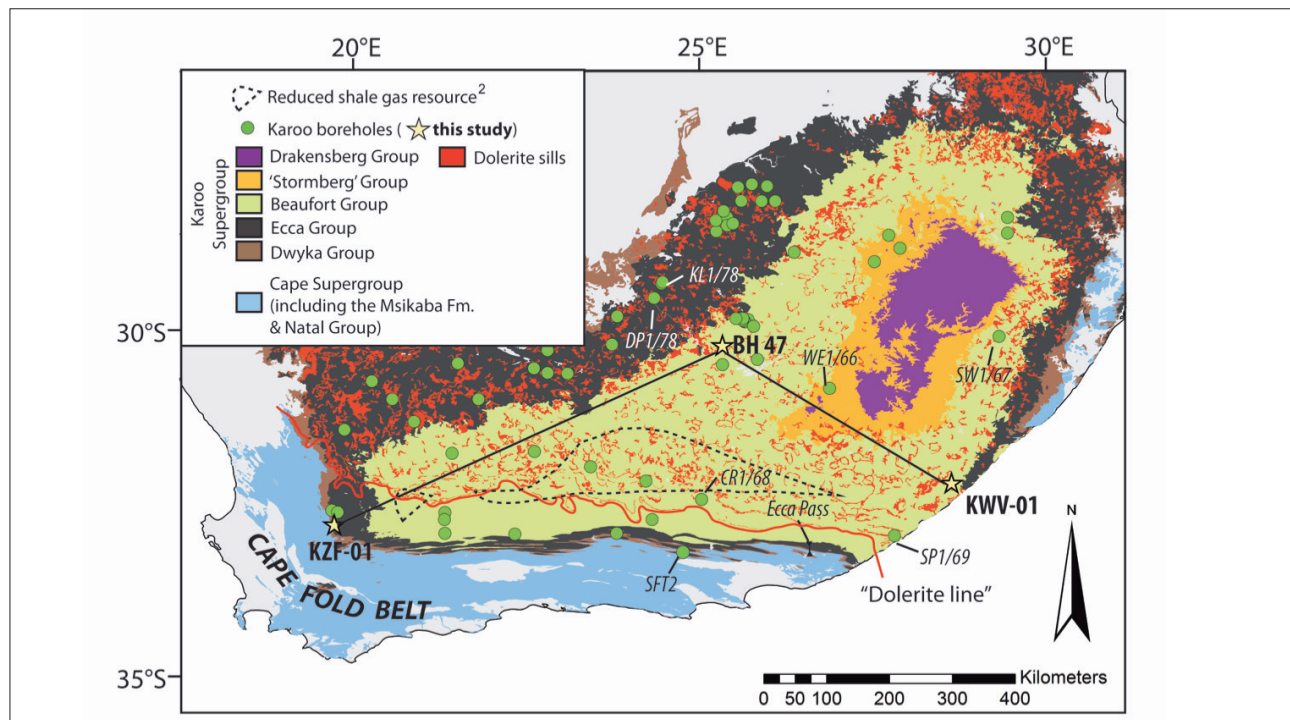 20°E
25°E
30°E
Reduced shale gas resource²
Karoo boreholes ( this study)
Drakensberg Group
Dolerite sills
'Stormberg' Group
Beaufort Group
Ecca Group
Dwyka Group
Karoo
Supergroup
Cape Supergroup
(including the Msikaba Fm.
& Natal Group)
KL1/78
30°S
DP1/78
BH 47
WE1/66
SW1/67
CR1/68
Ecca Pass
KWV-01
N
KZF-01
SP1/69
SFT2
"Dolerite line"
CAPE FOLD BELT
35°S
Kilometers
0 50 100 200 300 400